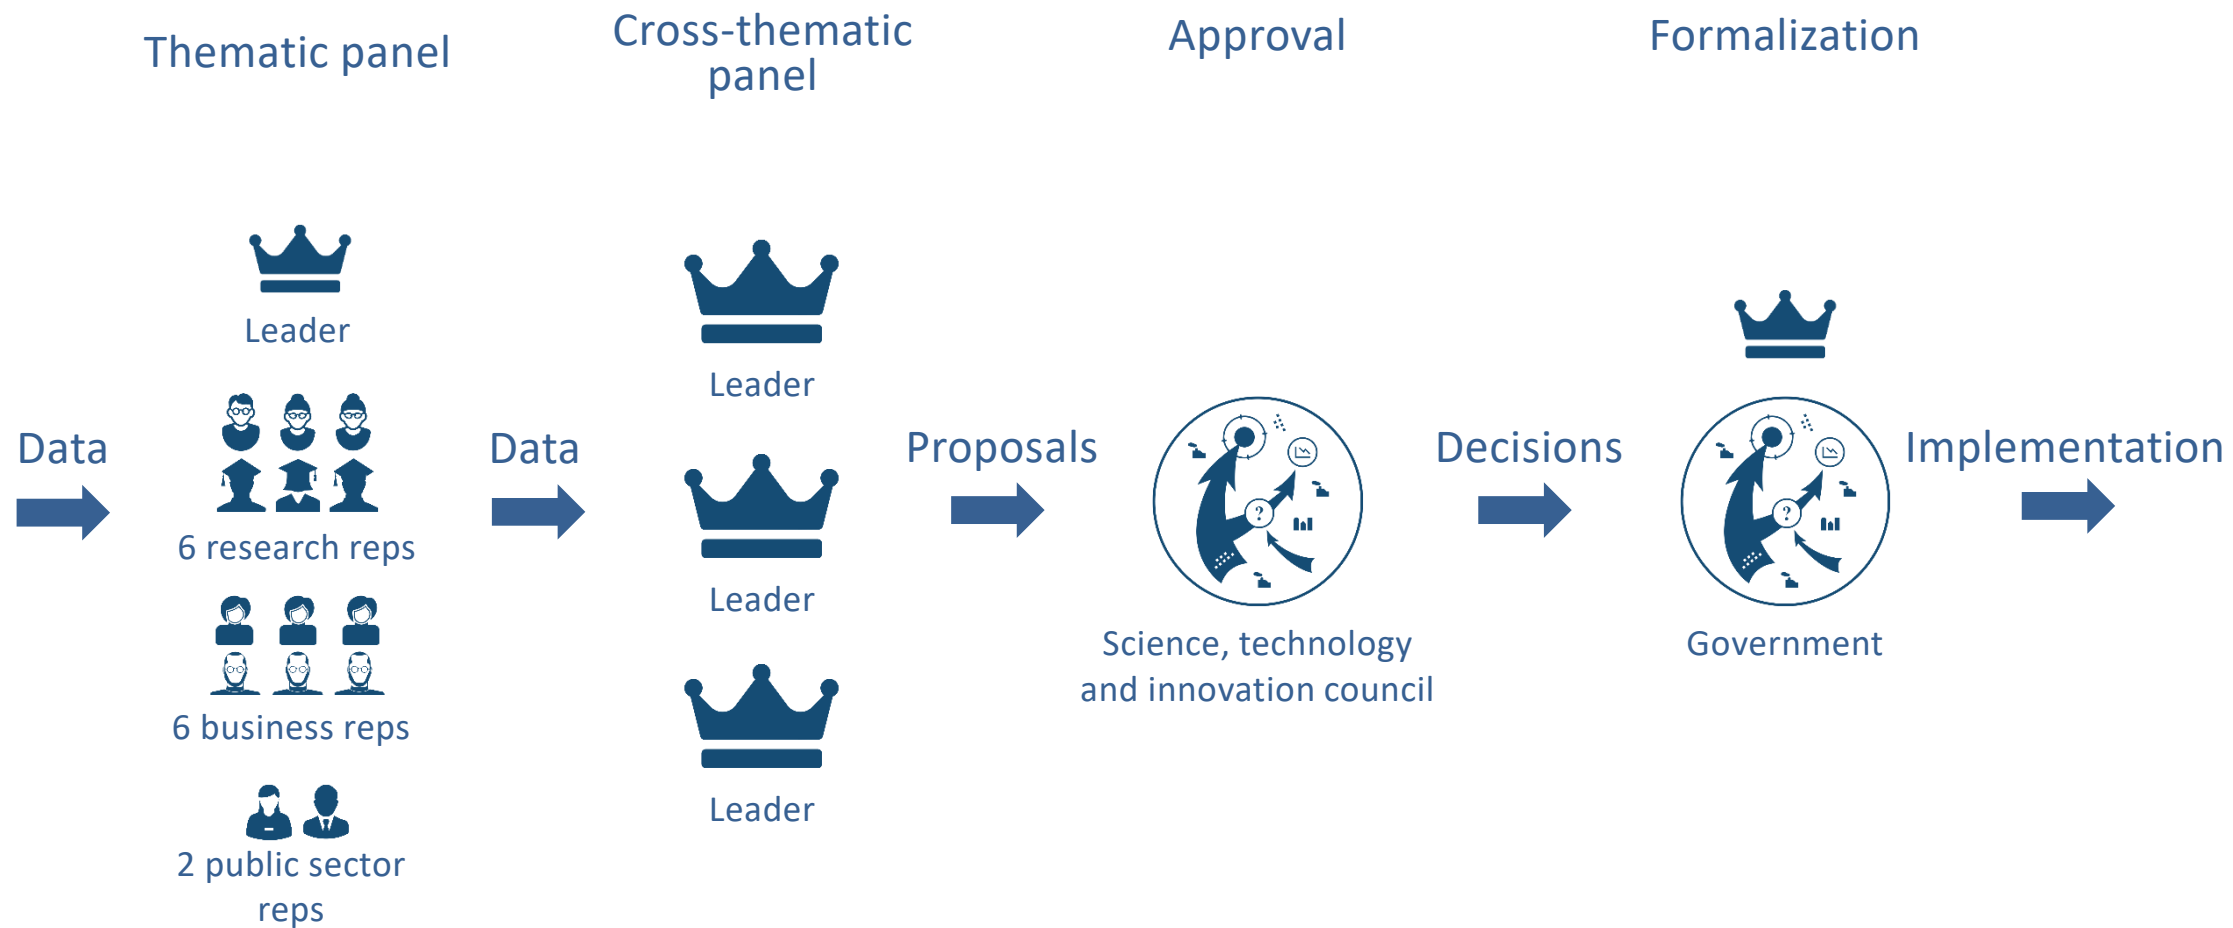 Thematic panel
Cross-thematic
panel
Approval
Formalization
Leader
Leader
Data
Data
Proposals
Decisions
Implementation
6 research reps
?
?
Leader
Science, technology
and innovation council
Government
6 business reps
Leader
2 public sector
reps